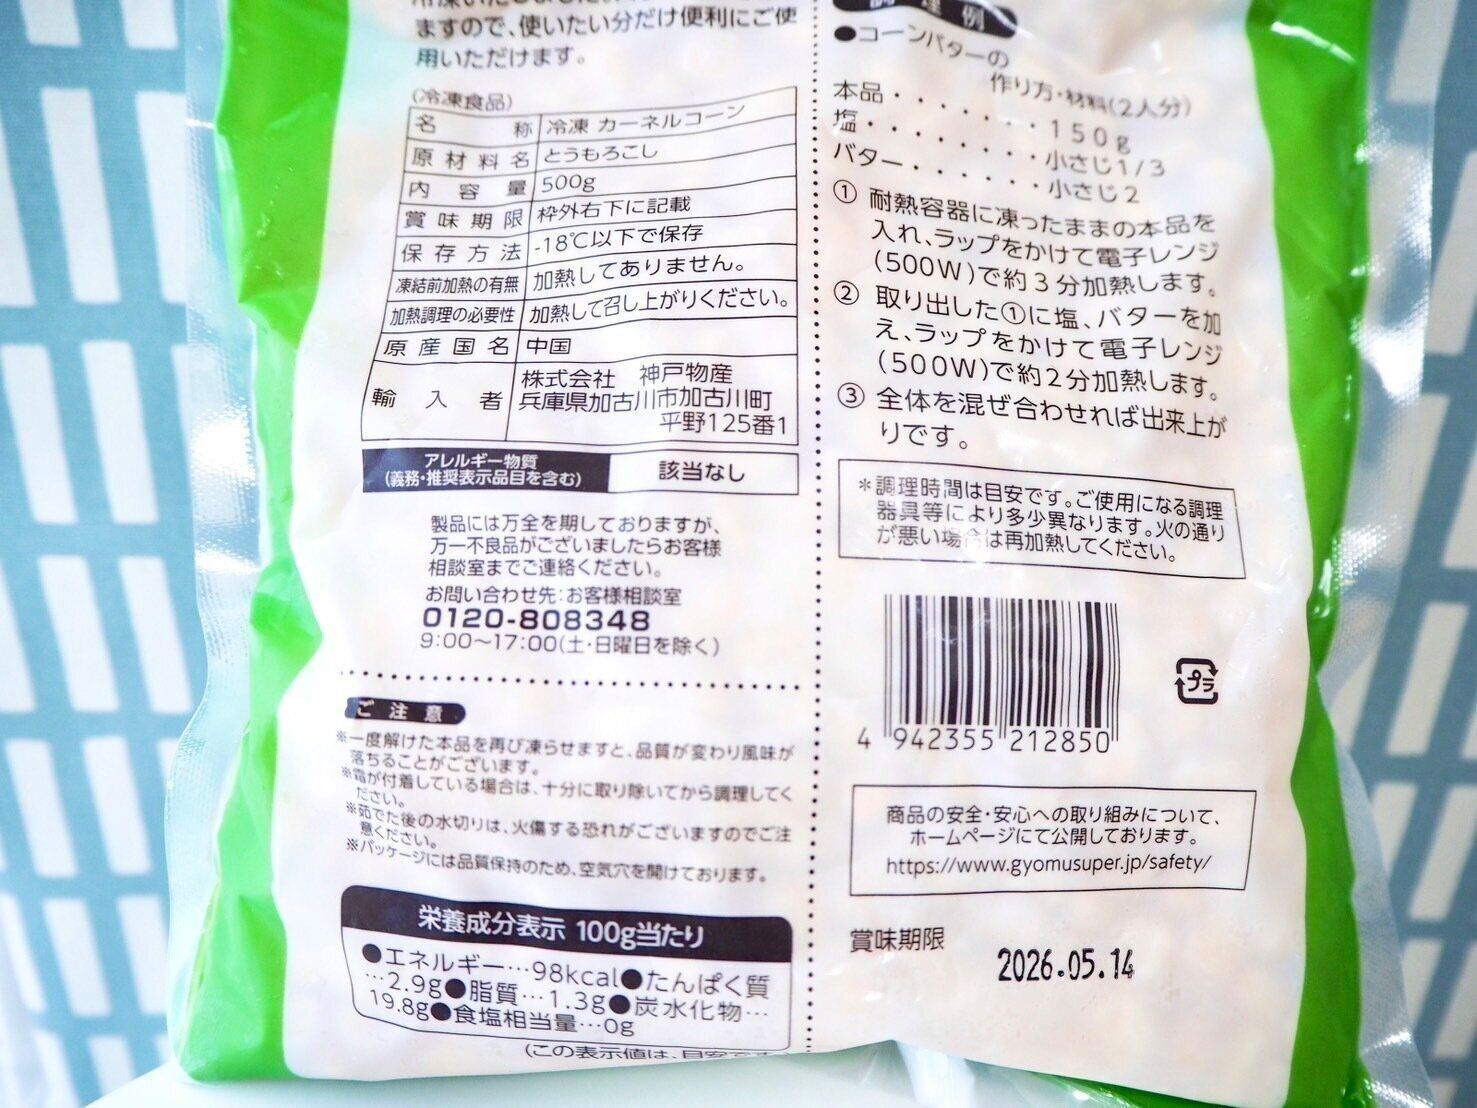 ますので、使いたい分だけ便利にご使
用いただけます。
(冷凍食品)
名称 冷凍 カーネルコーン
原材料名 とうもろこし
内容量 500g
賞味期限 枠外右下に記載
保存方法 -18℃以下で保存
凍結前加熱の有無 加熱してありません。
加熱調理の必要性 加熱して召し上がりください。
原産国名 中国
輸入者 株式会社 神戸物産
兵庫県加古川市加古川町
平野125番1
アレルギー物質
(義務・推奨表示品目を含む)
該当なし
製品には万全を期しておりますが、
万一不良品がございましたらお客様
相談室までご連絡ください。
お問い合わせ先:お客様相談室
0120-808348
9:00〜17:00(土・日曜日を除く)
ご注意
※一度解けた本品を再び凍らせますと、品質が変わり風味が
落ちることがございます。
※霜が付着している場合は、十分に取り除いてから調理してく
ださい。
※茹でた後の水切りは、火傷する恐れがございますのでご注
意ください。
※パッケージには品質保持のため、空気穴を開けております。
栄養成分表示 100g当たり
●エネルギー…98kcal●たんぱく質
…2.9g●脂質…1.3g●炭水化物…
19.8g●食塩相当量…0g
(この表示値は、目安です。)
調理例
●コーンバターの
作り方・材料(2人分)
本品・・・・・・・・150g
塩・・・・・・・・小さじ1/3
バター・・・・・・小さじ2
① 耐熱容器に凍ったままの本品を
入れ、ラップをかけて電子レンジ
(500W)で約3分加熱します。
② 取り出した①に塩、バターを加
え、ラップをかけて電子レンジ
(500W)で約2分加熱します。
③ 全体を混ぜ合わせれば出来上が
りです。
*調理時間は目安です。ご使用になる調理
器具等により多少異なります。火の通り
が悪い場合は再加熱してください。
4 942355 212850
プラ
商品の安全・安心への取り組みについて、
ホームページにて公開しております。
https://www.gyomusuper.jp/safety/
賞味期限
2026.05.14